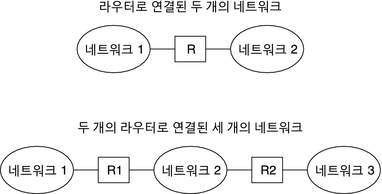 라우터로 연결된 두 개의 네트워크
네트워크 1 R 네트워크 2
두 개의 라우터로 연결된 세 개의 네트워크
네트워크 1 R1 네트워크 2 R2 네트워크 3